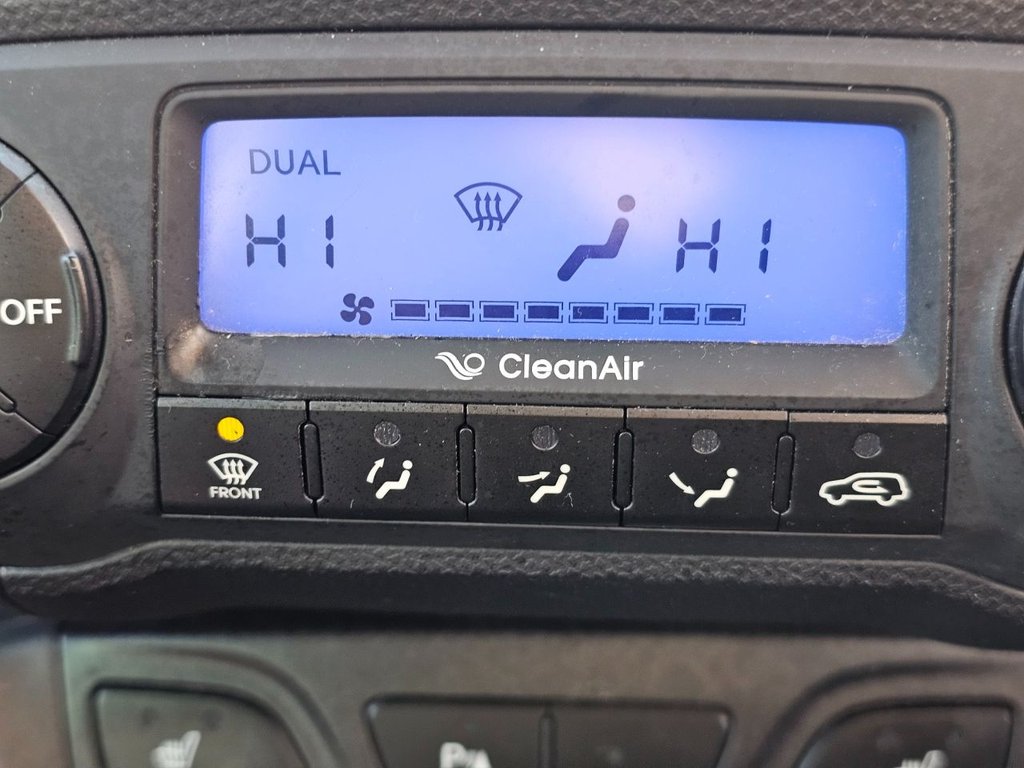 DUAL
HI HI
OFF
CleanAir
FRONT